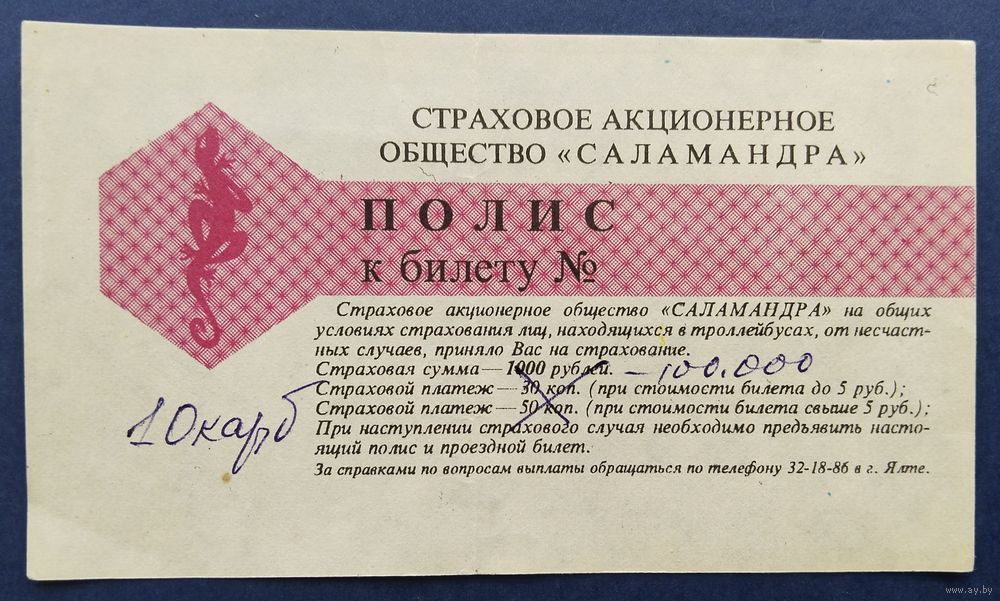 СТРАХОВОЕ АКЦИОНЕРНОЕ
ОБЩЕСТВО «САЛАМАНДРА»
ПОЛИС
к билету №
Страховое акционерное общество «САЛАМАНДРА» на общих
условиях страхования лиц, находящихся в троллейбусах, от несчаст-
ных случаев, приняло Вас на страхование.
Страховая сумма — 1000 рублей. - 100.000
Страховой платеж — 30 коп. (при стоимости билета до 5 руб.);
Страховой платеж — 50 коп. (при стоимости билета свыше 5 руб.);
10 карб
При наступлении страхового случая необходимо предъявить насто-
ящий полис и проездной билет.
За справками по вопросам выплаты обращаться по телефону 32-18-86 в г. Ялте.
www.ay.by